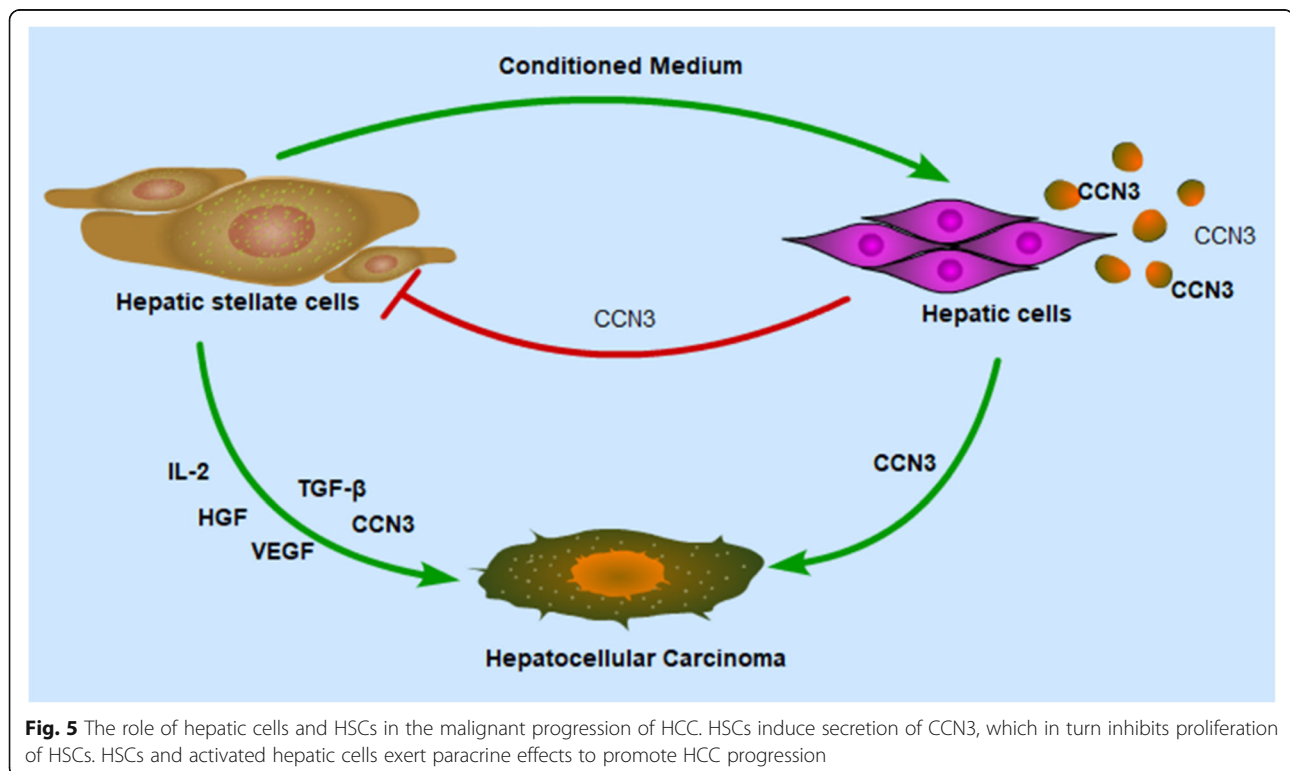 Conditioned Medium
CCN3
CCN3
CCN3
Hepatic stellate cells
CCN3
Hepatic cells
IL-2
TGF-β
HGF
CCN3
VEGF
CCN3
Hepatocellular Carcinoma
Fig. 5 The role of hepatic cells and HSCs in the malignant progression of HCC. HSCs induce secretion of CCN3, which in turn inhibits proliferation
of HSCs. HSCs and activated hepatic cells exert paracrine effects to promote HCC progression